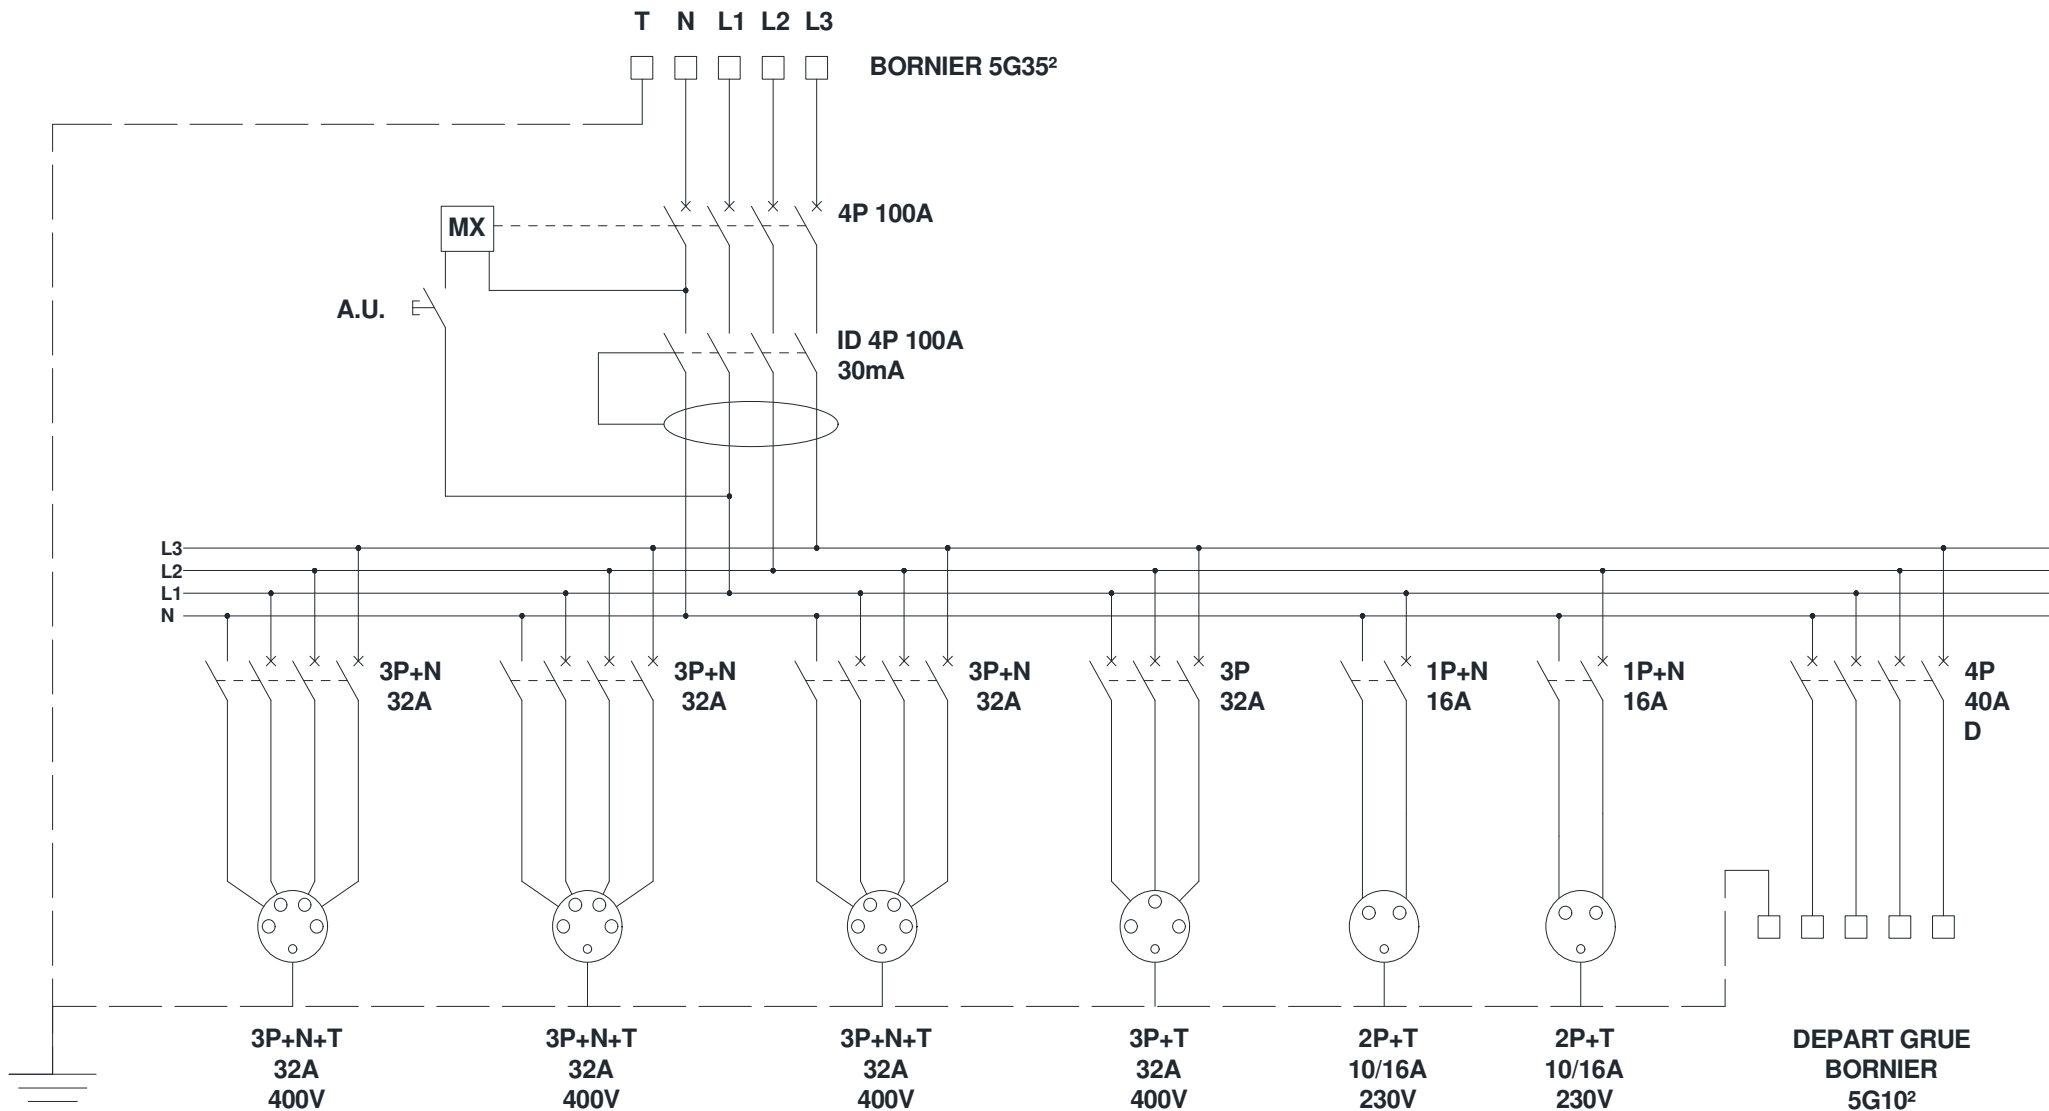 T N L1 L2 L3
BORNIER 5G35²
4P 100A
MX
A.U.
ID 4P 100A
30mA
L3
L2
L1
N
3P+N
32A
3P+N
32A
3P+N
32A
3P
32A
1P+N
16A
1P+N
16A
4P
40A
D
3P+N+T
32A
400V
3P+N+T
32A
400V
3P+N+T
32A
400V
3P+T
32A
400V
2P+T
10/16A
230V
2P+T
10/16A
230V
DEPART GRUE
BORNIER
5G10²